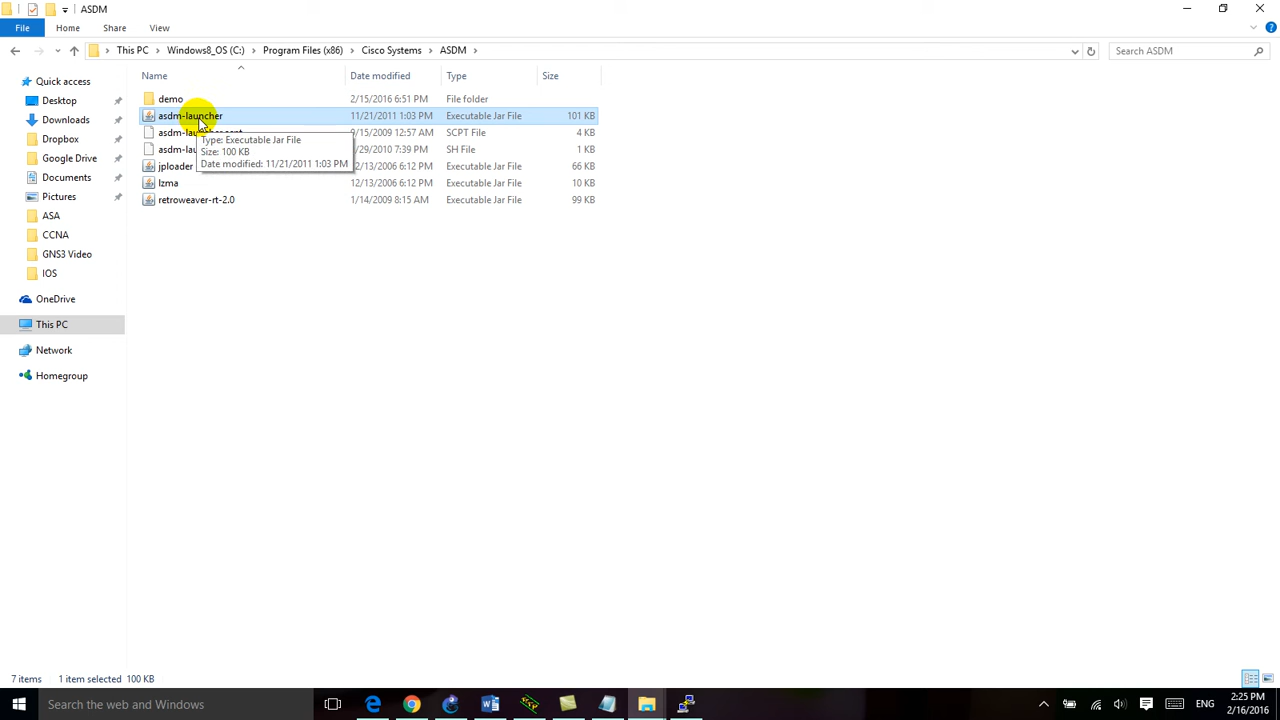 ASDM
File Home Share View
This PC Windows8_OS (C:) Program Files (x86) Cisco Systems ASDM
Search ASDM
Name Date modified Type Size
Quick access
Desktop
Downloads
Dropbox
Google Drive
Documents
Pictures
ASA
CCNA
GNS3 Video
IOS
OneDrive
This PC
Network
Homegroup
demo 2/15/2016 6:51 PM File folder
asdm-launcher 11/21/2011 1:03 PM Executable Jar File 101 KB
/15/2009 12:57 AM SCPT File 4 KB
/29/2010 7:39 PM SH File 1 KB
jploader /13/2006 6:12 PM Executable Jar File 66 KB
lzma 12/13/2006 6:12 PM Executable Jar File 10 KB
retroweaver-rt-2.0 1/14/2009 8:15 AM Executable Jar File 99 KB
Type: Executable Jar File
Size: 100 KB
Date modified: 11/21/2011 1:03 PM
7 items 1 item selected 100 KB
Search the web and Windows
ENG
2:25 PM
2/16/2016